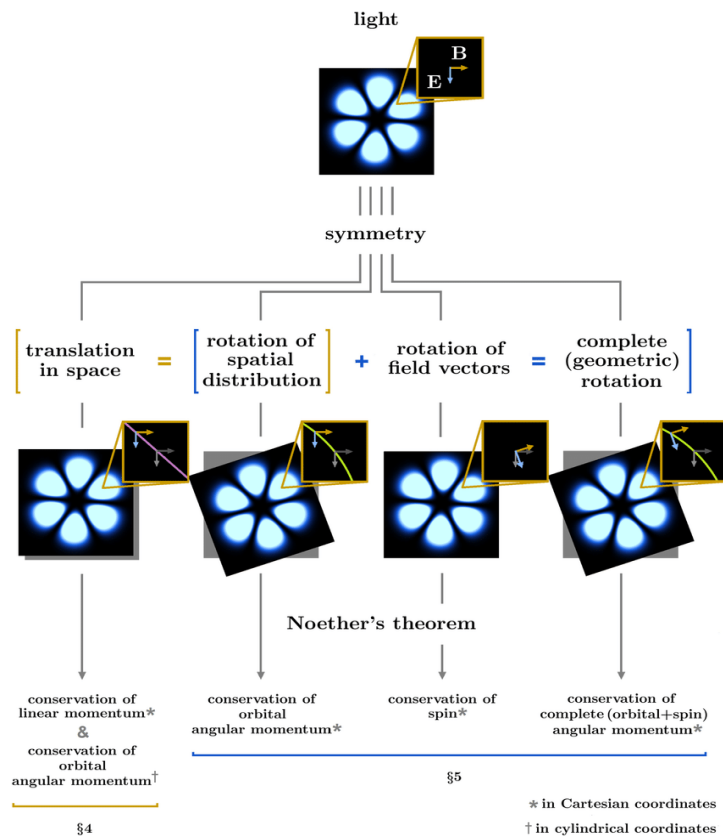 light
B
E
symmetry
[translation in space = [rotation of spatial distribution] + rotation of field vectors = complete (geometric) rotation]
Noether's theorem
conservation of
linear momentum*
&
conservation of
orbital
angular momentum†
conservation of
orbital
angular momentum*
conservation of
spin*
conservation of
complete (orbital+spin)
angular momentum*
§4
§5
* in Cartesian coordinates
† in cylindrical coordinates